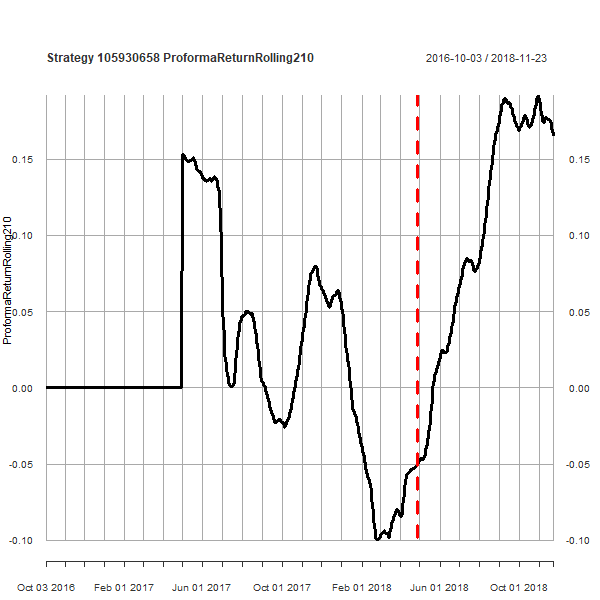 Strategy 105930658 ProformaReturnRolling210
2016-10-03 / 2018-11-23
ProformaReturnRolling210
0.15 0.15
0.10 0.10
0.05 0.05
0.00 0.00
-0.05 -0.05
-0.10 -0.10
Oct 03 2016 Feb 01 2017 Jun 01 2017 Oct 01 2017 Feb 01 2018 Jun 01 2018 Oct 01 2018